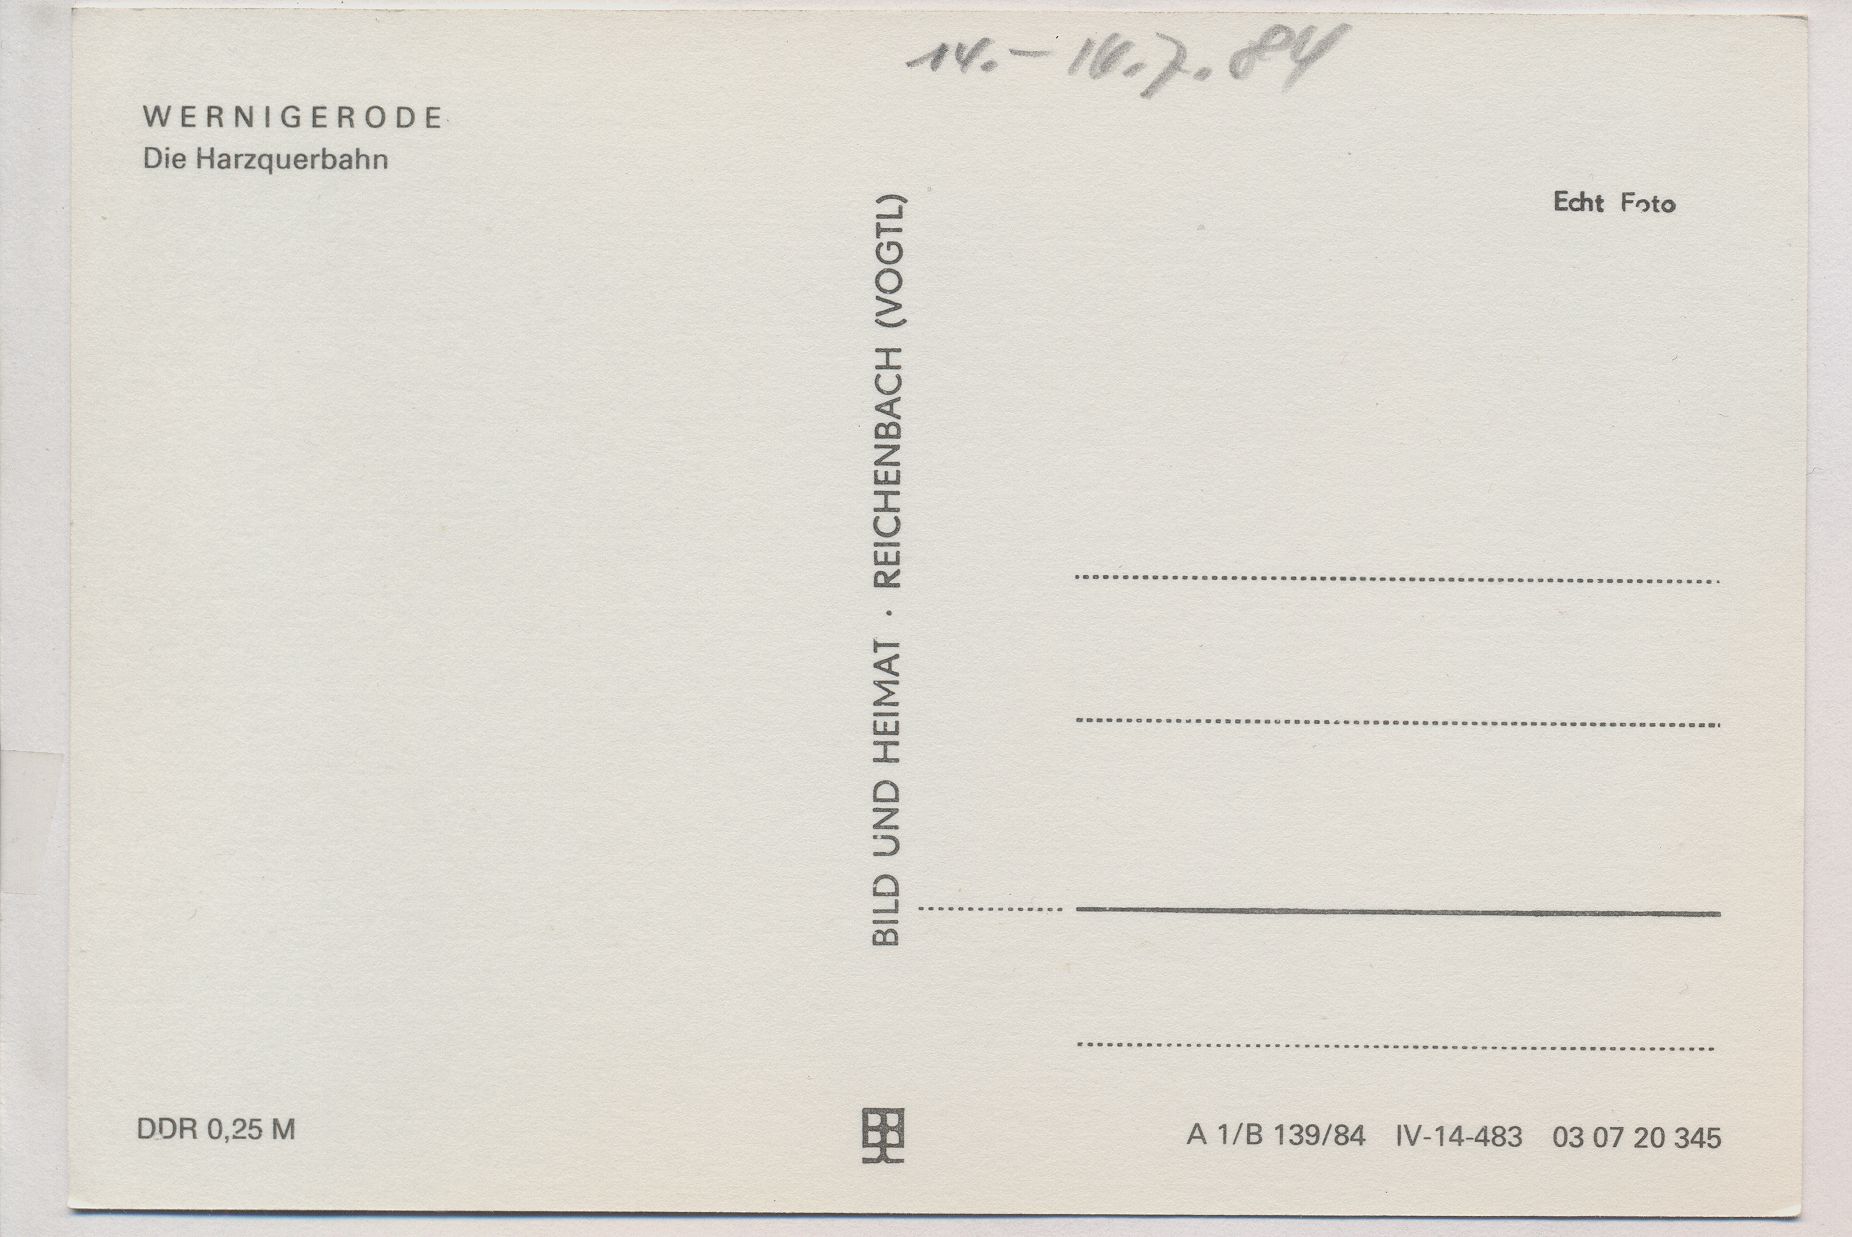 14. – 16.7.84
WERNIGERODE
Die Harzquerbahn
Echt Foto
BILD UND HEIMAT · REICHENBACH (VOGTL)
DDR 0,25 M
A 1/B 139/84 IV-14-483 03 07 20 345